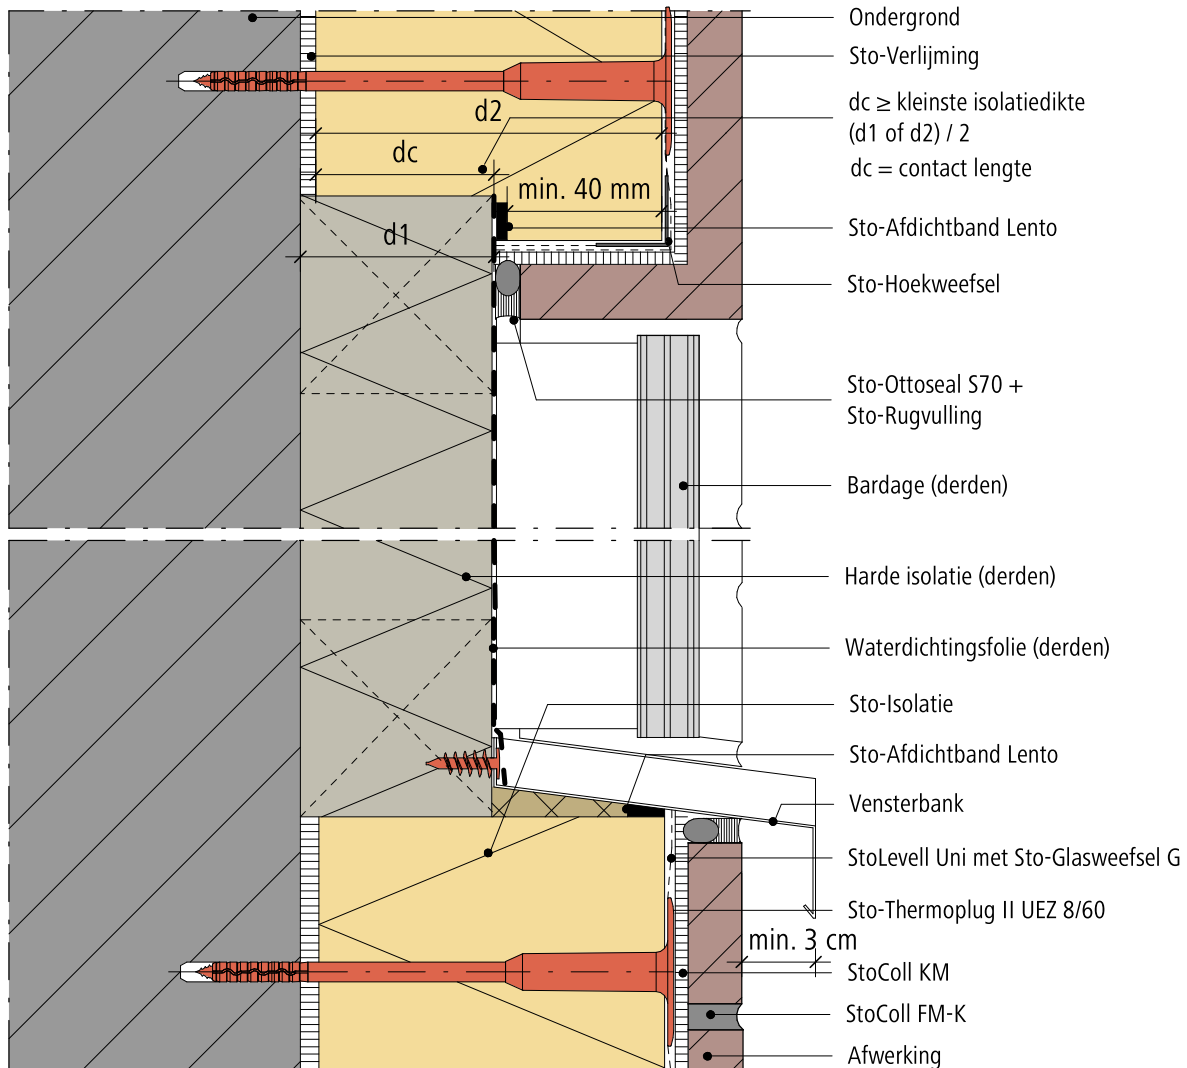 Ondergrond
Sto-Verlijming
d2
dc ≥ kleinste isolatiedikte
(d1 of d2) / 2
dc
dc = contact lengte
min. 40 mm
Sto-Afdichtband Lento
d1
Sto-Hoekweefsel
Sto-Ottoseal S70 +
Sto-Rugvulling
Bardage (derden)
Harde isolatie (derden)
Waterdichtingsfolie (derden)
Sto-Isolatie
Sto-Afdichtband Lento
Vensterbank
StoLevell Uni met Sto-Glasweefsel G
Sto-Thermoplug II UEZ 8/60
min. 3 cm
StoColl KM
StoColl FM-K
Afwerking